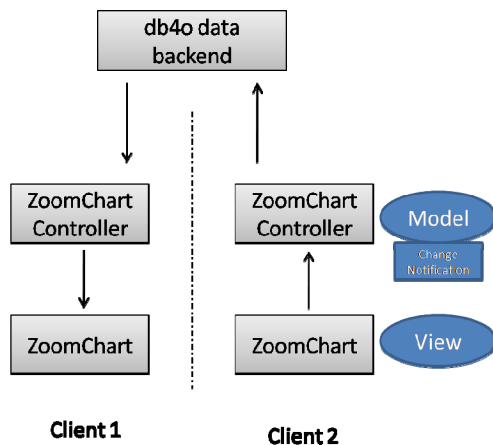 db4o data
backend
ZoomChart
Controller
ZoomChart
Controller
Model
Change
Notification
ZoomChart
ZoomChart
View
Client 1
Client 2